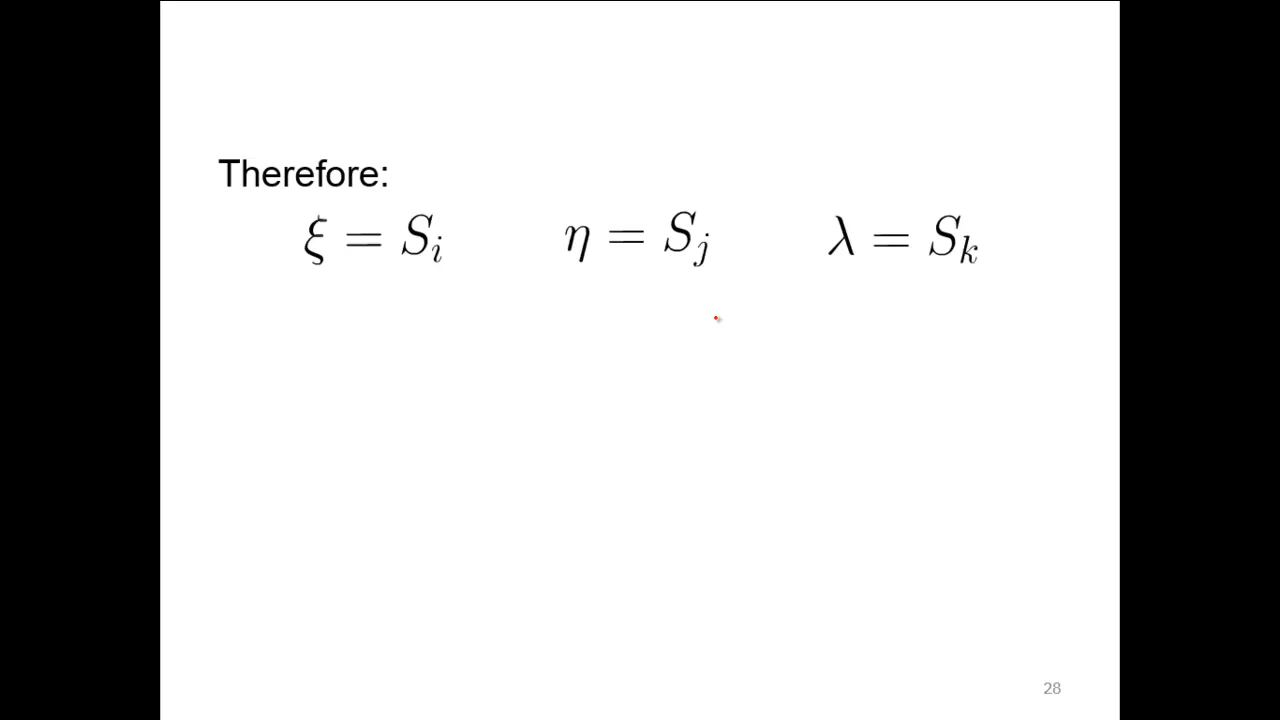 Therefore:
ξ = S_i η = S_j λ = S_k
28